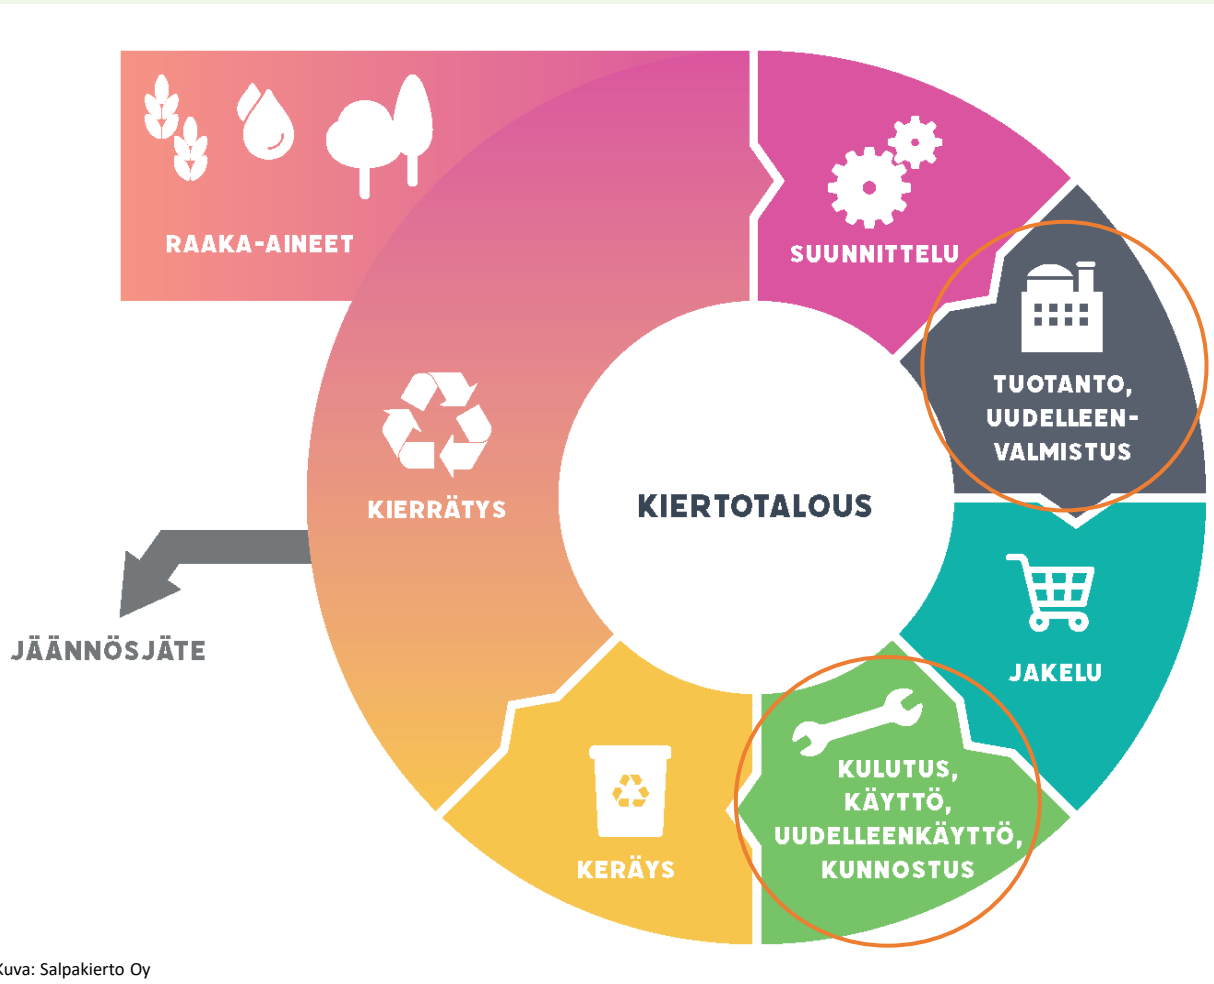 RAAKA-AINEET
SUUNNITTELU
TUOTANTO,
UUDELLEEN-
VALMISTUS
KIERRÄTYS
KIERTOTALOUS
JAKELU
JÄÄNNÖSJÄTE
KULUTUS,
KÄYTTÖ,
UUDELLEENKÄYTTÖ,
KUNNOSTUS
KERÄYS
Kuva: Salpakierto Oy